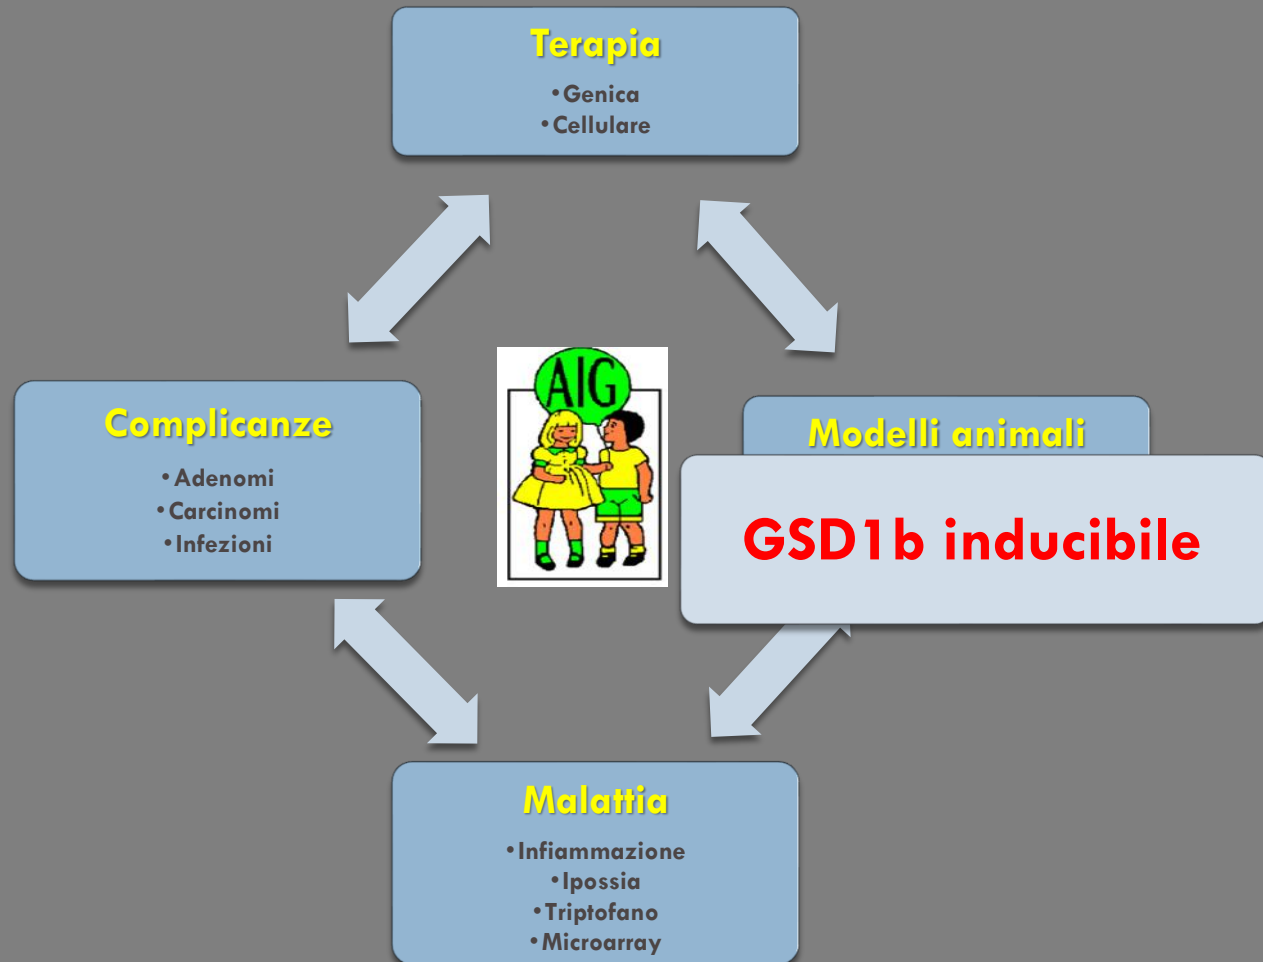 Terapia
•Genica
•Cellulare
AIG
Complicanze
•Adenomi
•Carcinomi
•Infezioni
Modelli animali
GSD1b inducibile
Malattia
•Infiammazione
•Ipossia
•Triptofano
•Microarray